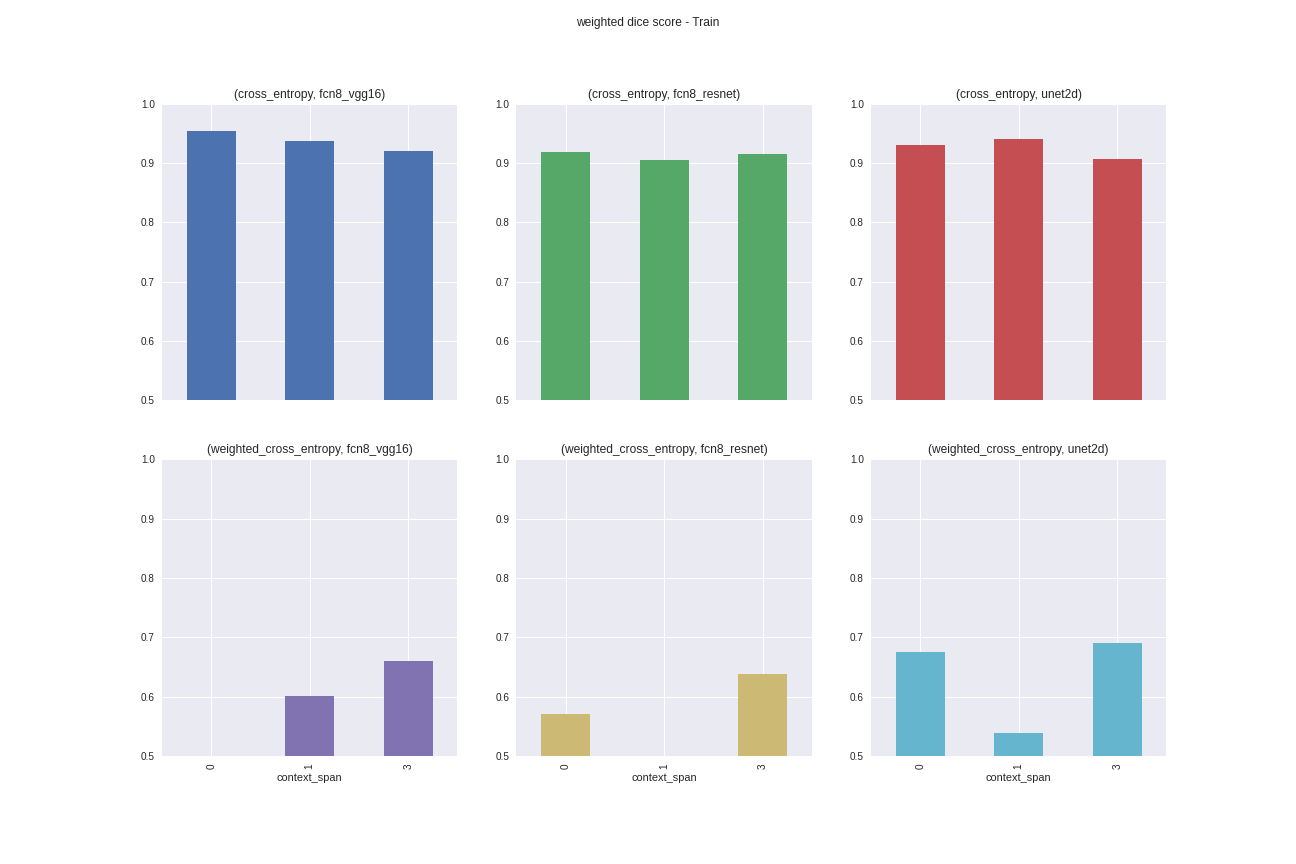 weighted dice score - Train
(cross_entropy, fcn8_vgg16)
(cross_entropy, fcn8_resnet)
(cross_entropy, unet2d)
1.0
0.9
0.8
0.7
0.6
0.5
1.0
0.9
0.8
0.7
0.6
0.5
1.0
0.9
0.8
0.7
0.6
0.5
(weighted_cross_entropy, fcn8_vgg16)
(weighted_cross_entropy, fcn8_resnet)
(weighted_cross_entropy, unet2d)
1.0
0.9
0.8
0.7
0.6
0.5
0 1 3
context_span
1.0
0.9
0.8
0.7
0.6
0.5
0 1 3
context_span
1.0
0.9
0.8
0.7
0.6
0.5
0 1 3
context_span